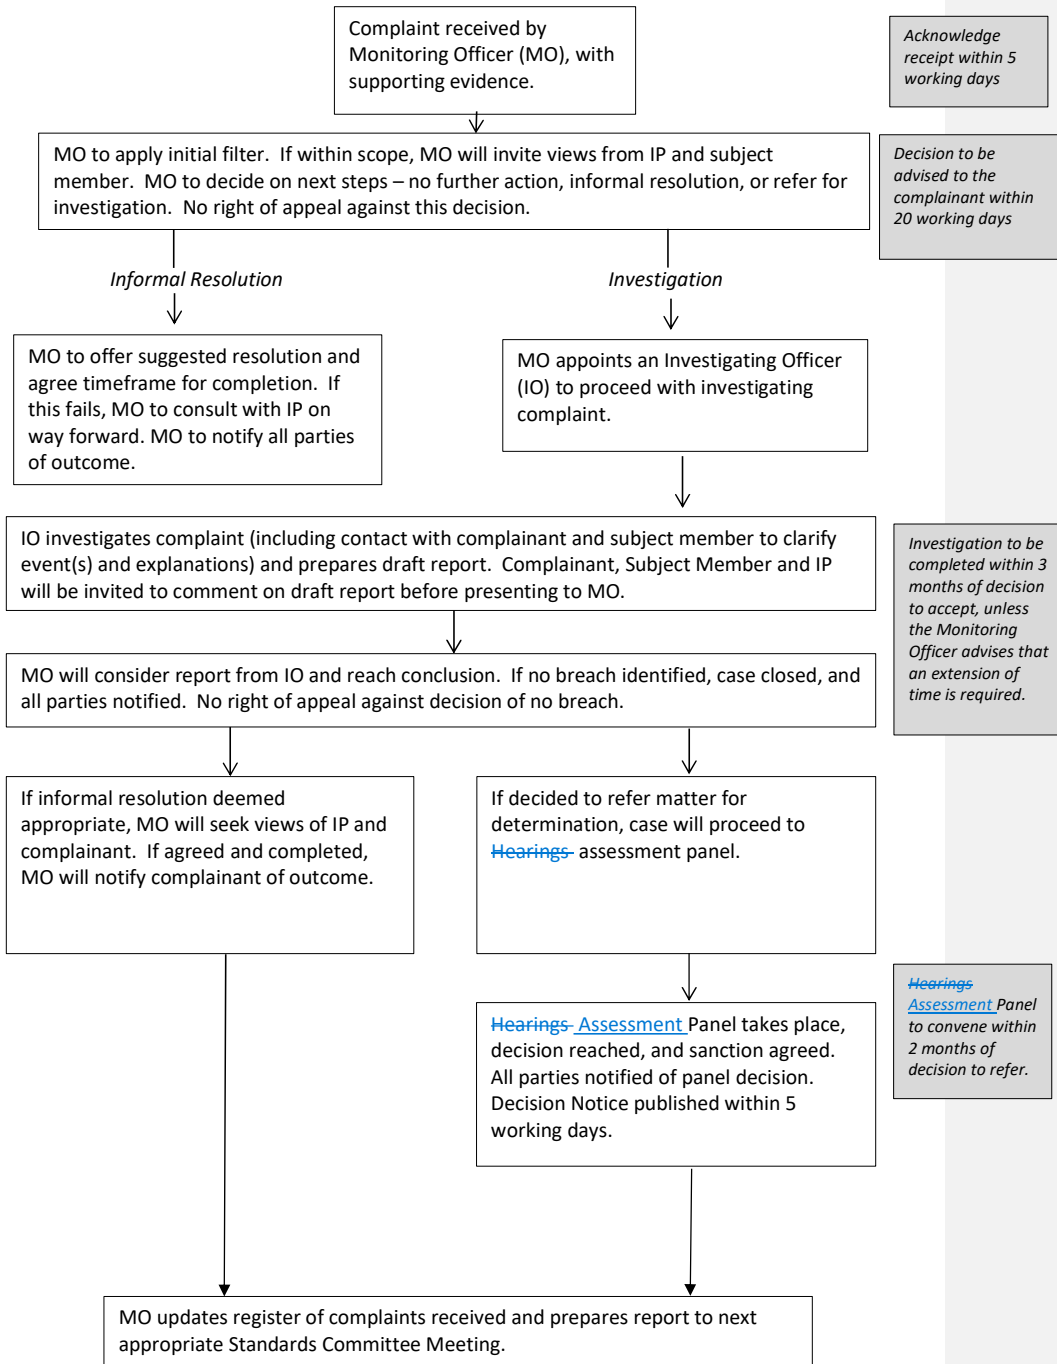 Complaint received by
Monitoring Officer (MO), with
supporting evidence.
Acknowledge
receipt within 5
working days
MO to apply initial filter.  If within scope, MO will invite views from IP and subject
member.  MO to decide on next steps – no further action, informal resolution, or refer for
investigation.  No right of appeal against this decision.
Decision to be
advised to the
complainant within
20 working days
Informal Resolution
Investigation
MO to offer suggested resolution and
agree timeframe for completion.  If
this fails, MO to consult with IP on
way forward. MO to notify all parties
of outcome.
MO appoints an Investigating Officer
(IO) to proceed with investigating
complaint.
IO investigates complaint (including contact with complainant and subject member to clarify
event(s) and explanations) and prepares draft report.  Complainant, Subject Member and IP
will be invited to comment on draft report before presenting to MO.
Investigation to be
completed within 3
months of decision
to accept, unless
the Monitoring
Officer advises that
an extension of
time is required.
MO will consider report from IO and reach conclusion.  If no breach identified, case closed, and
all parties notified.  No right of appeal against decision of no breach.
If informal resolution deemed
appropriate, MO will seek views of IP and
complainant.  If agreed and completed,
MO will notify complainant of outcome.
If decided to refer matter for
determination, case will proceed to
Hearings assessment panel.
Hearings Assessment Panel takes place,
decision reached, and sanction agreed.
All parties notified of panel decision.
Decision Notice published within 5
working days.
Hearings
Assessment Panel
to convene within
2 months of
decision to refer.
MO updates register of complaints received and prepares report to next
appropriate Standards Committee Meeting.